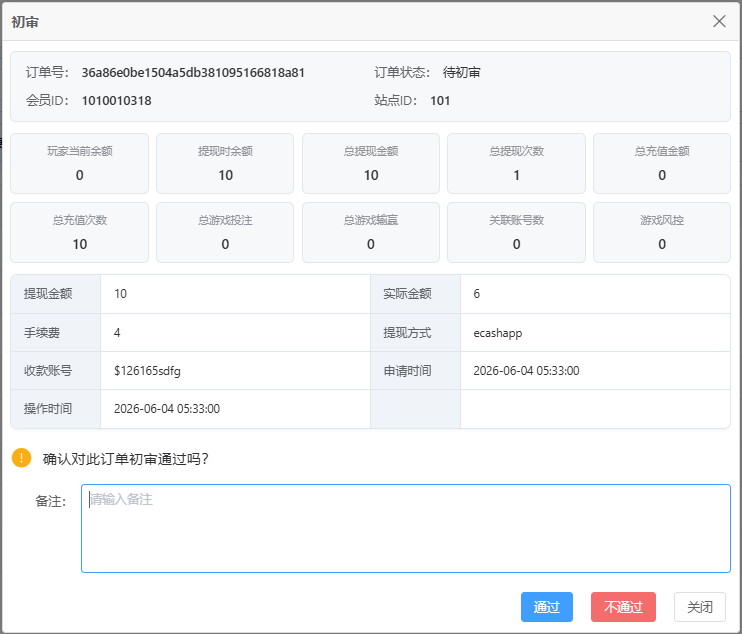 初审
订单号： 36a86e0be1504a5db381095166818a81 订单状态： 待初审
会员ID： 1010010318 站点ID： 101
玩家当前余额 提现时余额 总提现金额 总提现次数 总充值金额
0 10 10 1 0
总充值次数 总游戏投注 总游戏输赢 关联账号数 游戏风控
10 0 0 0 0
提现金额 10 实际金额 6
手续费 4 提现方式 ecashapp
收款账号 $126165sdfg 申请时间 2026-06-04 05:33:00
操作时间 2026-06-04 05:33:00
确认对此订单初审通过吗？
备注： 请输入备注
通过 不通过 关闭